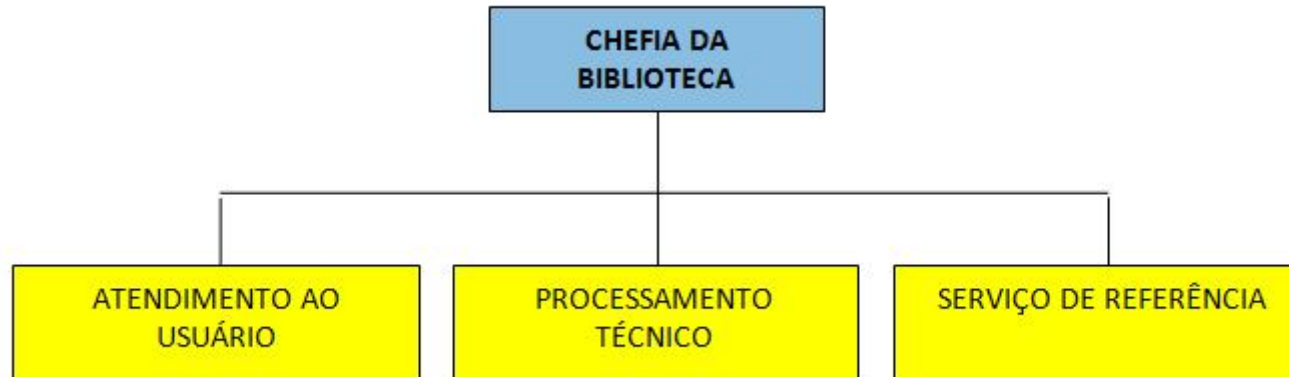 CHEFIA DA
BIBLIOTECA
ATENDIMENTO AO
USUÁRIO
PROCESSAMENTO
TÉCNICO
SERVIÇO DE REFERÊNCIA